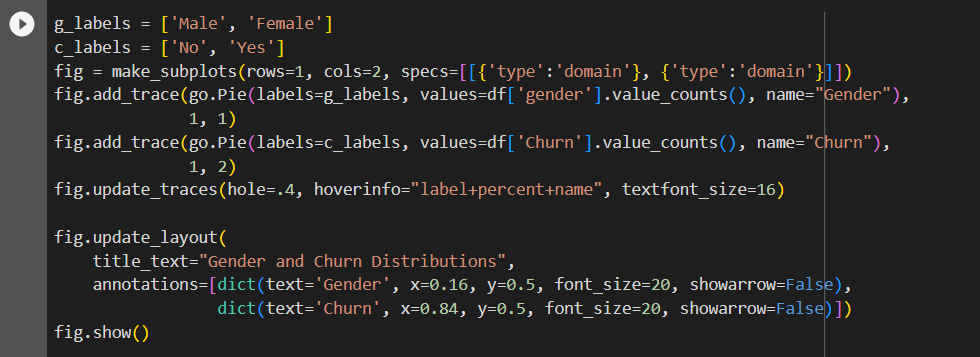 g_labels = ['Male', 'Female']
c_labels = ['No', 'Yes']
fig = make_subplots(rows=1, cols=2, specs=[[{'type':'domain'}, {'type':'domain'}]])
fig.add_trace(go.Pie(labels=g_labels, values=df['gender'].value_counts(), name="Gender"),
              1, 1)
fig.add_trace(go.Pie(labels=c_labels, values=df['Churn'].value_counts(), name="Churn"),
              1, 2)
fig.update_traces(hole=.4, hoverinfo="label+percent+name", textfont_size=16)

fig.update_layout(
    title_text="Gender and Churn Distributions",
    annotations=[dict(text='Gender', x=0.16, y=0.5, font_size=20, showarrow=False),
                 dict(text='Churn', x=0.84, y=0.5, font_size=20, showarrow=False)])
fig.show()